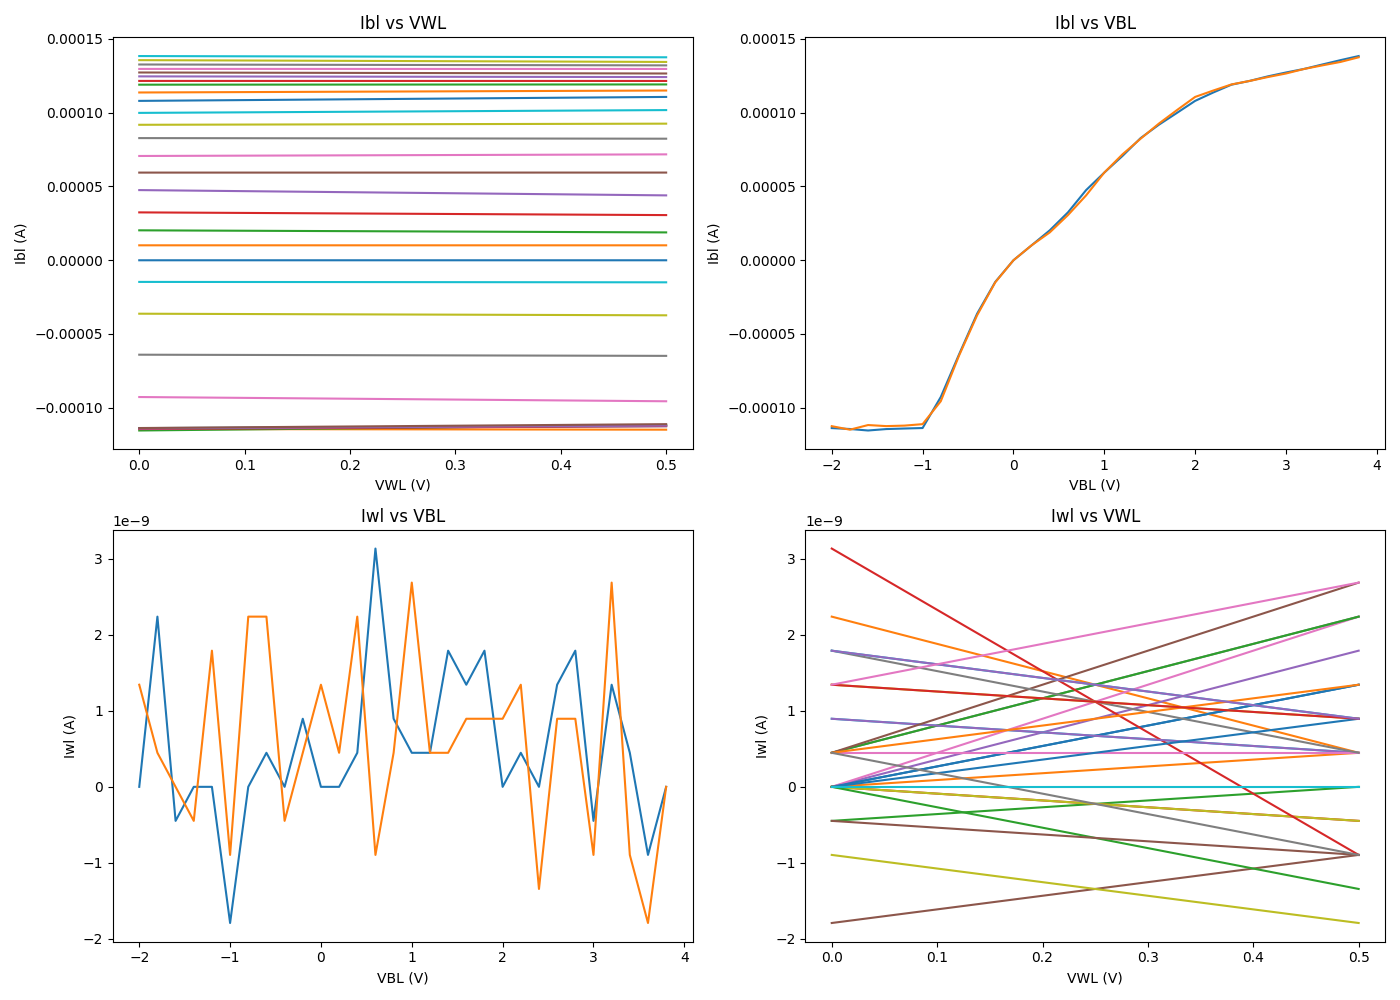 Ibl vs VWL
Ibl (A)
0.00015
0.00010
0.00005
0.00000
−0.00005
−0.00010
0.0 0.1 0.2 0.3 0.4 0.5
VWL (V)
Ibl vs VBL
Ibl (A)
0.00015
0.00010
0.00005
0.00000
−0.00005
−0.00010
−2 −1 0 1 2 3 4
VBL (V)
Iwl vs VBL
1e−9
Iwl (A)
3
2
1
0
−1
−2
−2 −1 0 1 2 3 4
VBL (V)
Iwl vs VWL
1e−9
Iwl (A)
3
2
1
0
−1
−2
0.0 0.1 0.2 0.3 0.4 0.5
VWL (V)